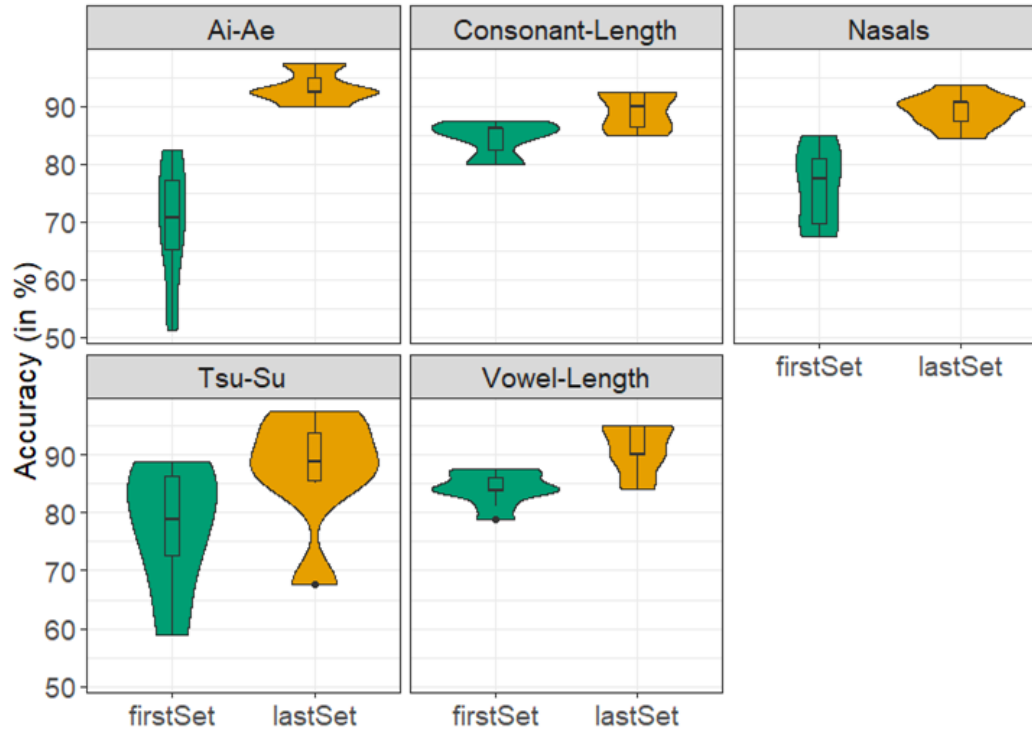 Ai-Ae
Consonant-Length
Nasals
90
80
70
60
50
firstSet
lastSet
Tsu-Su
Vowel-Length
Accuracy (in %)
90
80
70
60
50
firstSet
lastSet
firstSet
lastSet